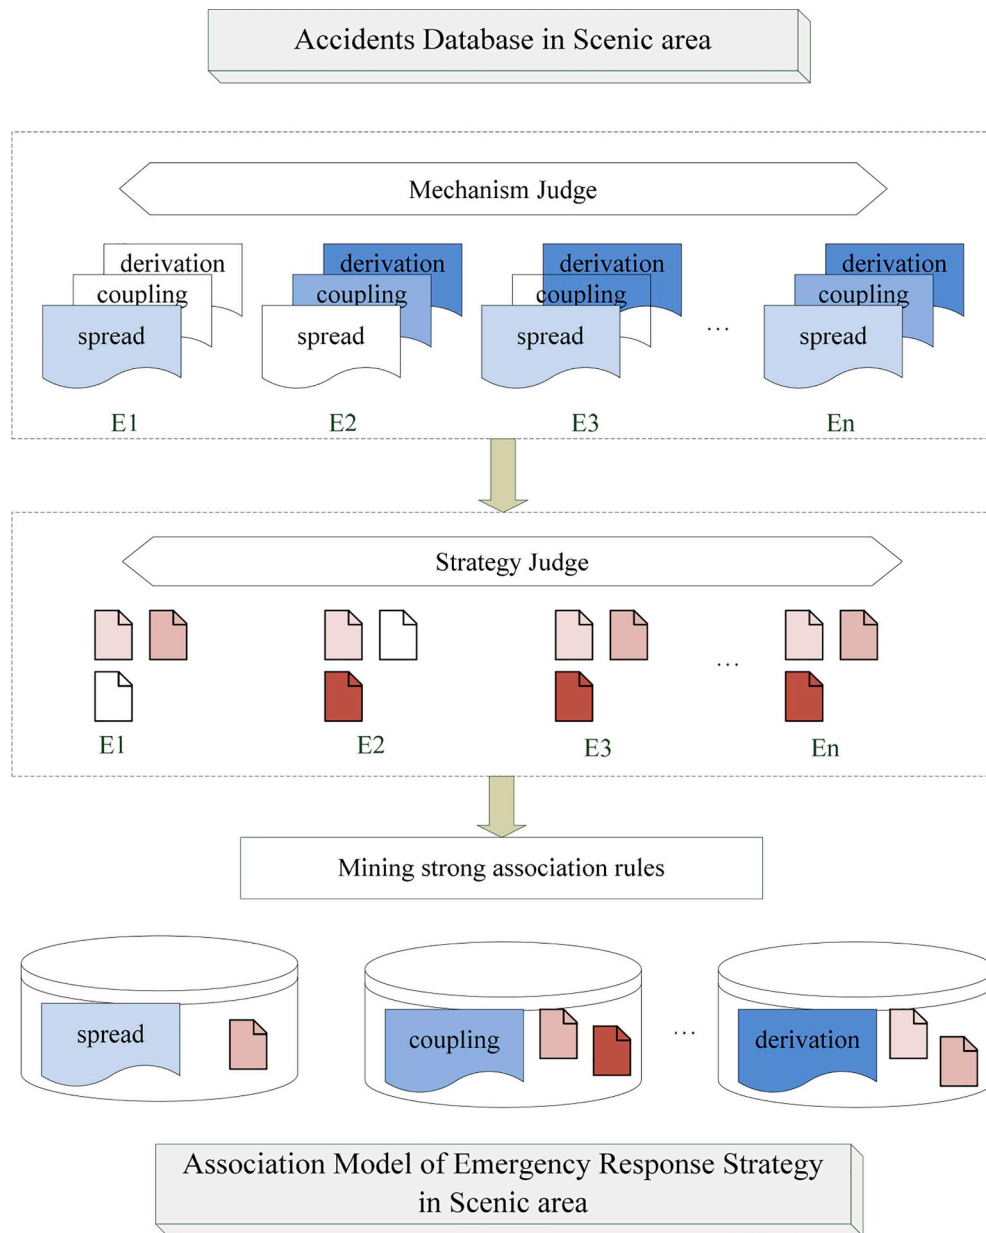 Accidents Database in Scenic area
Mechanism Judge
derivation
coupling
spread
E1
derivation
coupling
spread
E2
derivation
coupling
spread
E3
...
derivation
coupling
spread
En
Strategy Judge
...
E1
E2
E3
En
Mining strong association rules
spread
coupling
...
derivation
Association Model of Emergency Response Strategy
in Scenic area